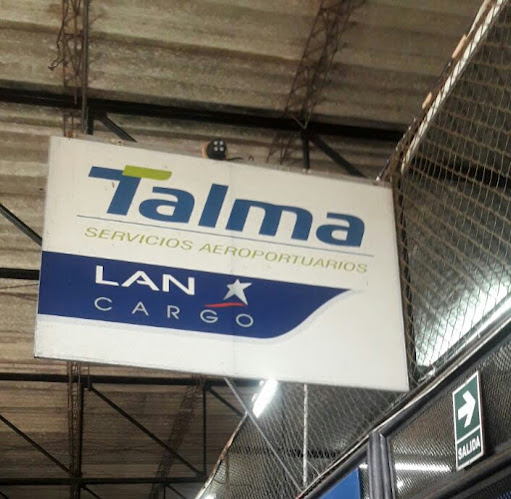 Talma
SERVICIOS AEROPORTUARIOS
LAN
CARGO
SALIDA